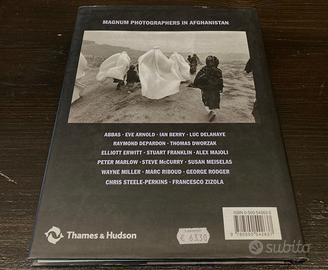 MAGNUM PHOTOGRAPHERS IN AFGHANISTAN
ABBAS · EVE ARNOLD · IAN BERRY · LUC DELAHAYE
RAYMOND DEPARDON · THOMAS DWORZAK
ELLIOTT ERWITT · STUART FRANKLIN · ALEX MAJOLI
PETER MARLOW · STEVE McCURRY · SUSAN MEISELAS
WAYNE MILLER · MARC RIBOUD · GEORGE RODGER
CHRIS STEELE-PERKINS · FRANCESCO ZIZOLA
Thames & Hudson
€ 63.30
subito